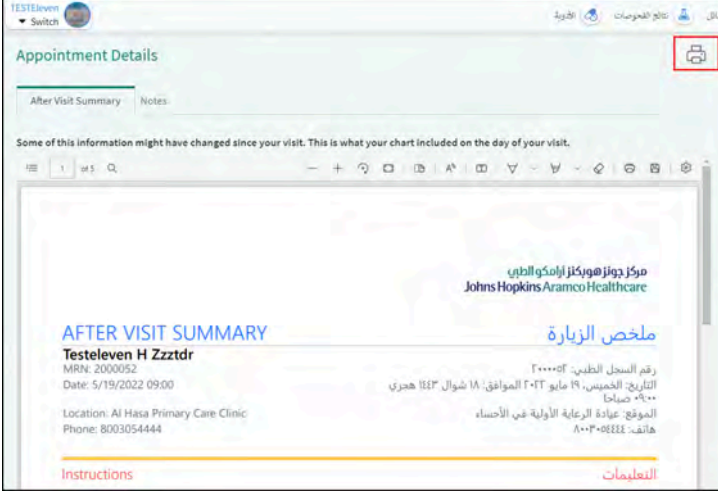 TESTEleven
Switch
الأدوية
نتائج الفحوصات
Appointment Details
After Visit Summary
Notes
Some of this information might have changed since your visit. This is what your chart included on the day of your visit.
1 of 5
مركز جونز هوبكنز أرامكو الطبي
Johns Hopkins Aramco Healthcare
AFTER VISIT SUMMARY
ملخص الزيارة
Testeleven H Zzztdr
MRN: 2000052
رقم السجل الطبي: ٢٠٠٠٠٥٢
Date: 5/19/2022 09:00
التاريخ: الخميس، ١٩ مايو ٢٠٢٢ الموافق: ١٨ شوال ١٤٤٣ هجري
٠٩:٠٠ صباحا
Location: Al Hasa Primary Care Clinic
الموقع: عيادة الرعاية الأولية في الأحساء
Phone: 8003054444
هاتف: ٨٠٠٣٠٥٤٤٤٤
Instructions
التعليمات